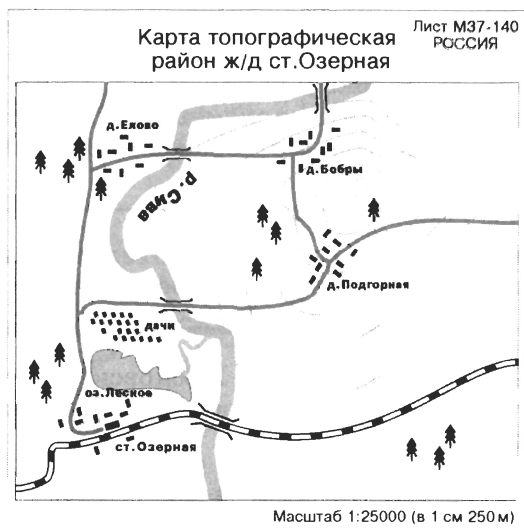 Карта топографическая
район ж/д ст.Озерная
Лист М37-140
РОССИЯ
д.Елово
р. Сива
д.Бобры
д.Подгорная
дачи
оз.Лесное
ст.Озерная
Масштаб 1:25000 (в 1 см 250 м)